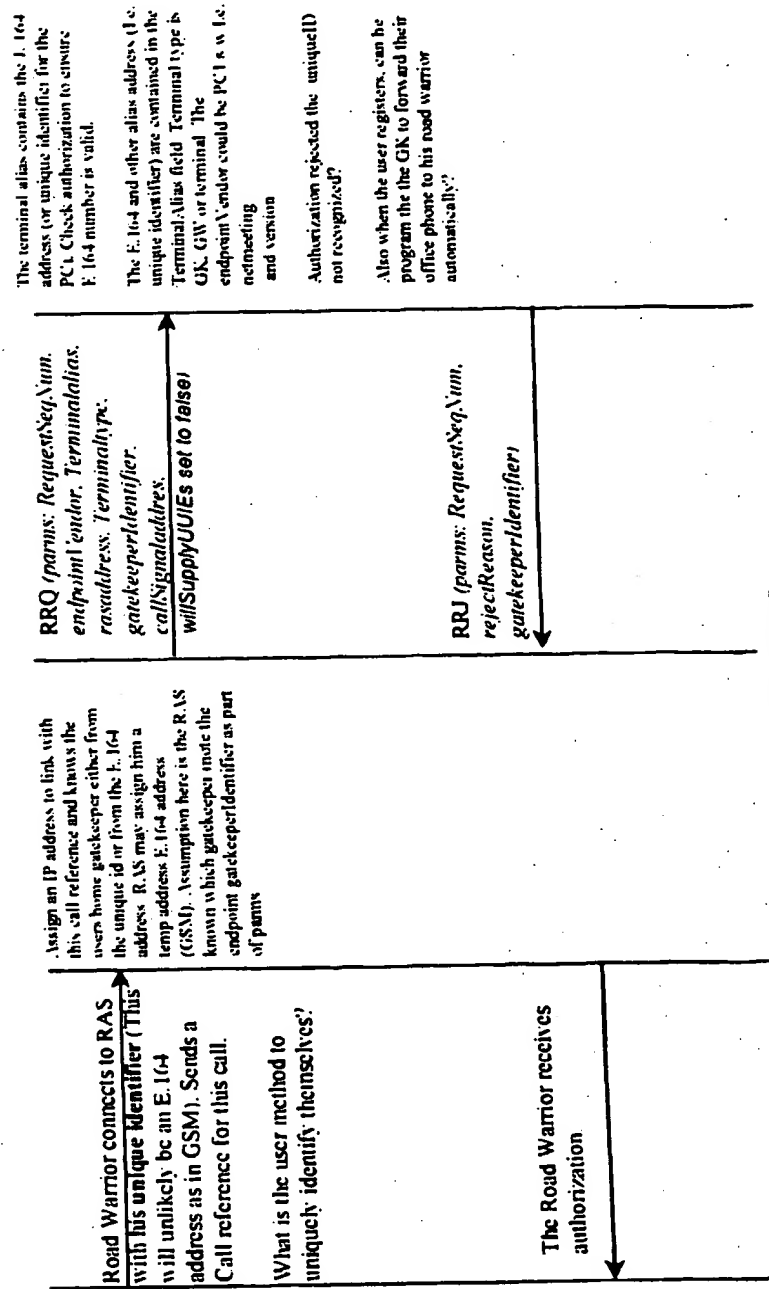 Road Warrior connects to RAS
with his unique identifier (This
will unlikely be an E.164
address as in GSM). Sends a
Call reference for this call.
What is the user method to
uniquely identify themselves?
The Road Warrior receives
authorization
Assign an IP address to link with
this call reference and knows the
users home gatekeeper either from
the unique id or from the E.164
address RAS may assign him a
temp address E.164 address
(GSM). Assumption here is the RAS
known which gatekeeper (note the
endpoint gatekeeperIdentifier as part
of parms
RRQ (parms: RequestSeqNum,
endpointVendor, Terminalalias,
rasaddress, Terminaltype,
gatekeeperIdentifier,
callSignaladdres,
willSupplyUUIEs set to false)
RRJ (parms: RequestSeqNum,
rejectReason,
gatekeeperIdentifier)
The terminal alias contains the E.164
address (or unique identifier for the
PC). Check authorization to ensure
E.164 number is valid.
The E.164 and other alias address (I.e.
unique identifier) are contained in the
TerminalAlias field Terminal type is
GK, GW or terminal The
endpointVendor could be PC's s/w I.e.
netmeeting
and version
Authorization rejected the uniqueID
not recognized?
Also when the user registers, can he
program the the GK to forward their
office phone to his road warrior
automatically?